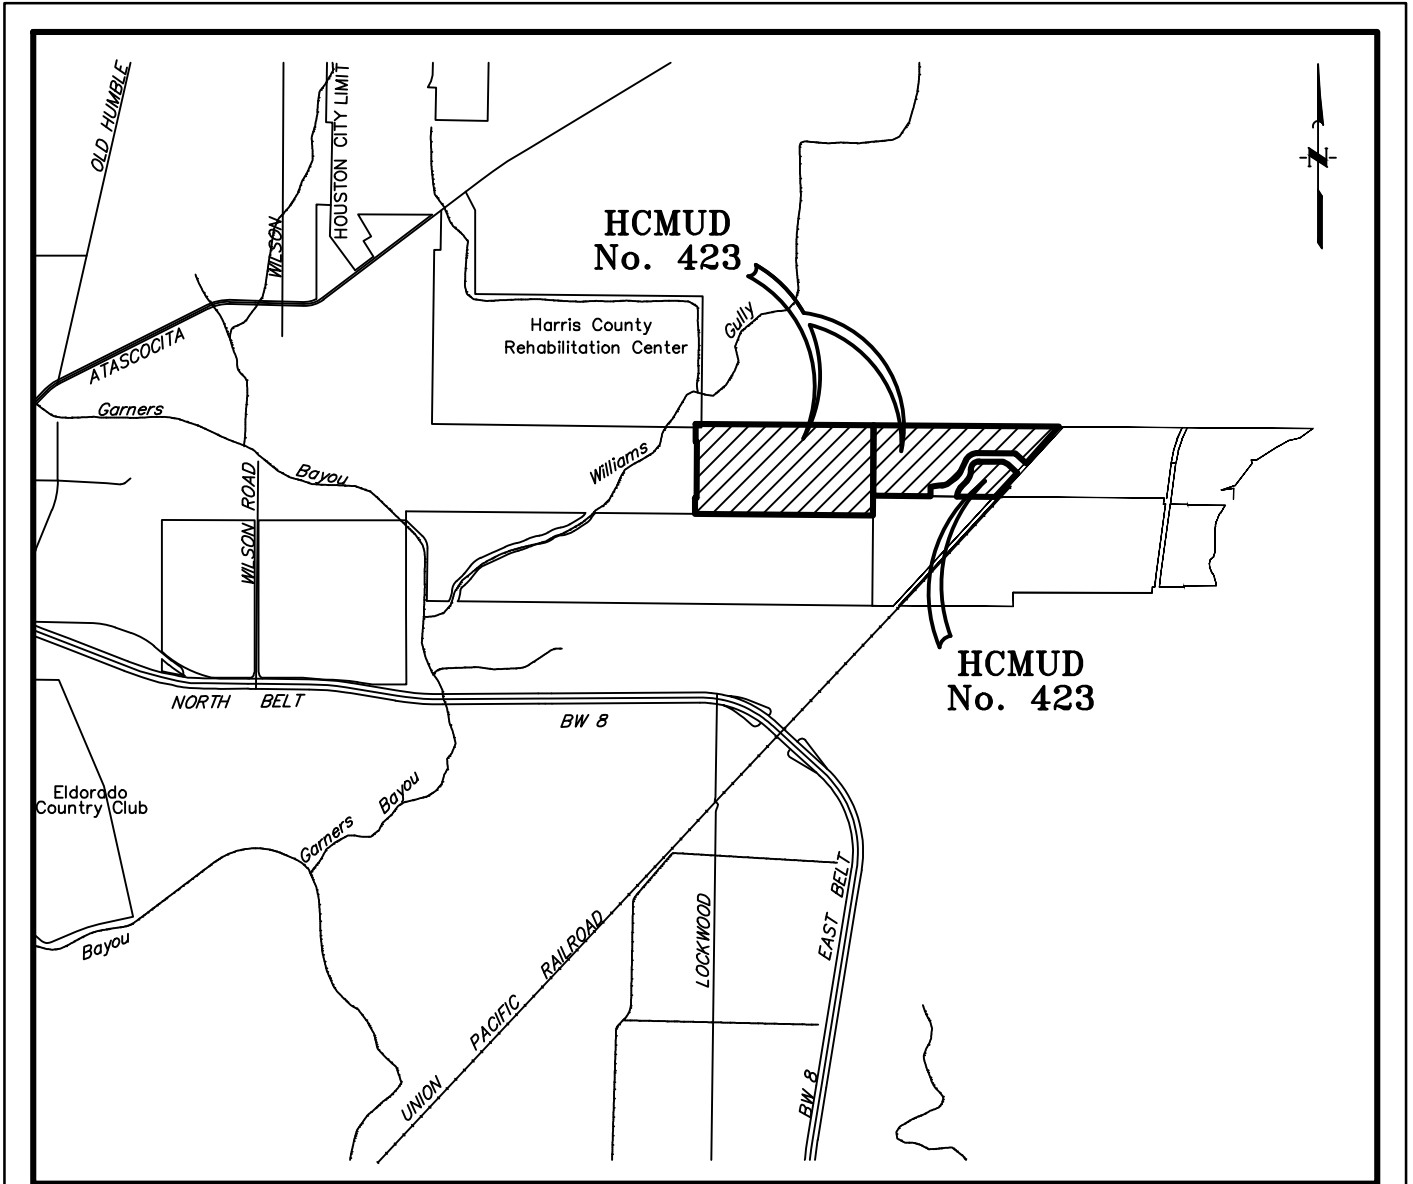 OLD HUMBLE
HOUSTON CITY LIMIT
WILSON
N
HCMUD
No. 423
Harris County
Rehabilitation Center
Gully
ATASCOCITA
Garners
Bayou
Williams
WILSON ROAD
HCMUD
No. 423
NORTH BELT
BW 8
Eldorado
Country Club
Garners Bayou
Bayou
EAST BELT
LOCKWOOD
UNION PACIFIC RAILROAD
BW 8